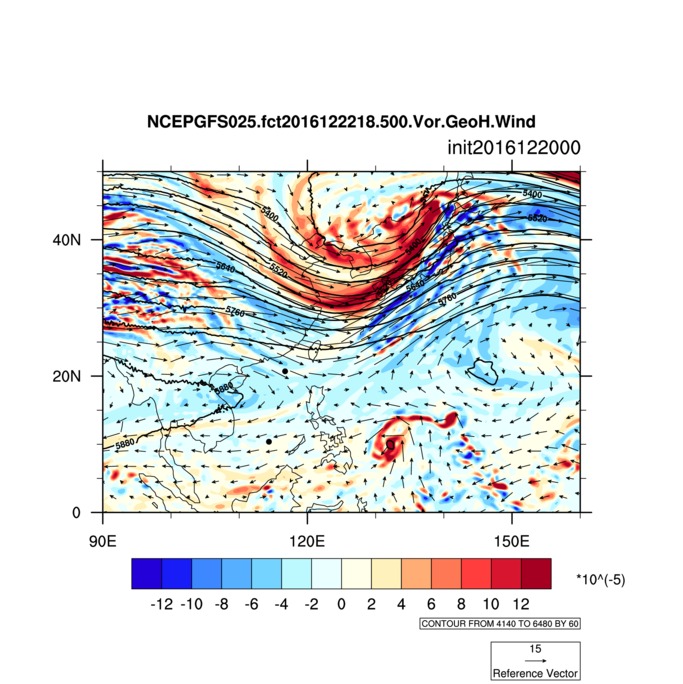 NCEPGFS025.fct2016122218.500.Vor.GeoH.Wind
init2016122000
5400
5400
5520
5400
5520
5640
5640
5760
5760
40N
20N
5880
5880
0
90E 120E 150E
-12 -10 -8 -6 -4 -2 0 2 4 6 8 10 12 *10^(-5)
CONTOUR FROM 4140 TO 6480 BY 60
15
Reference Vector